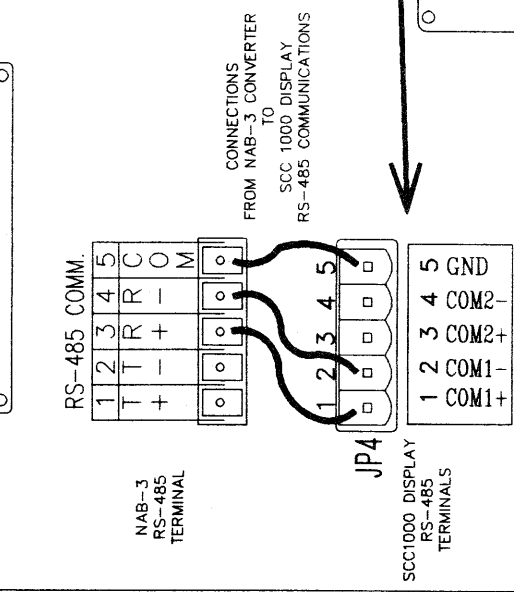 CONNECTIONS
FROM NAB-3 CONVERTER
TO
SCC 1000 DISPLAY
RS-485 COMMUNICATIONS
RS-485 COMM.
1 2 3 4 5
T T R R C
+ - + - O
M
NAB-3
RS-485
TERMINAL
1 2 3 4 5
JP4
5 GND
4 COM2-
3 COM2+
2 COM1-
1 COM1+
SCC1000 DISPLAY
RS-485
TERMINALS